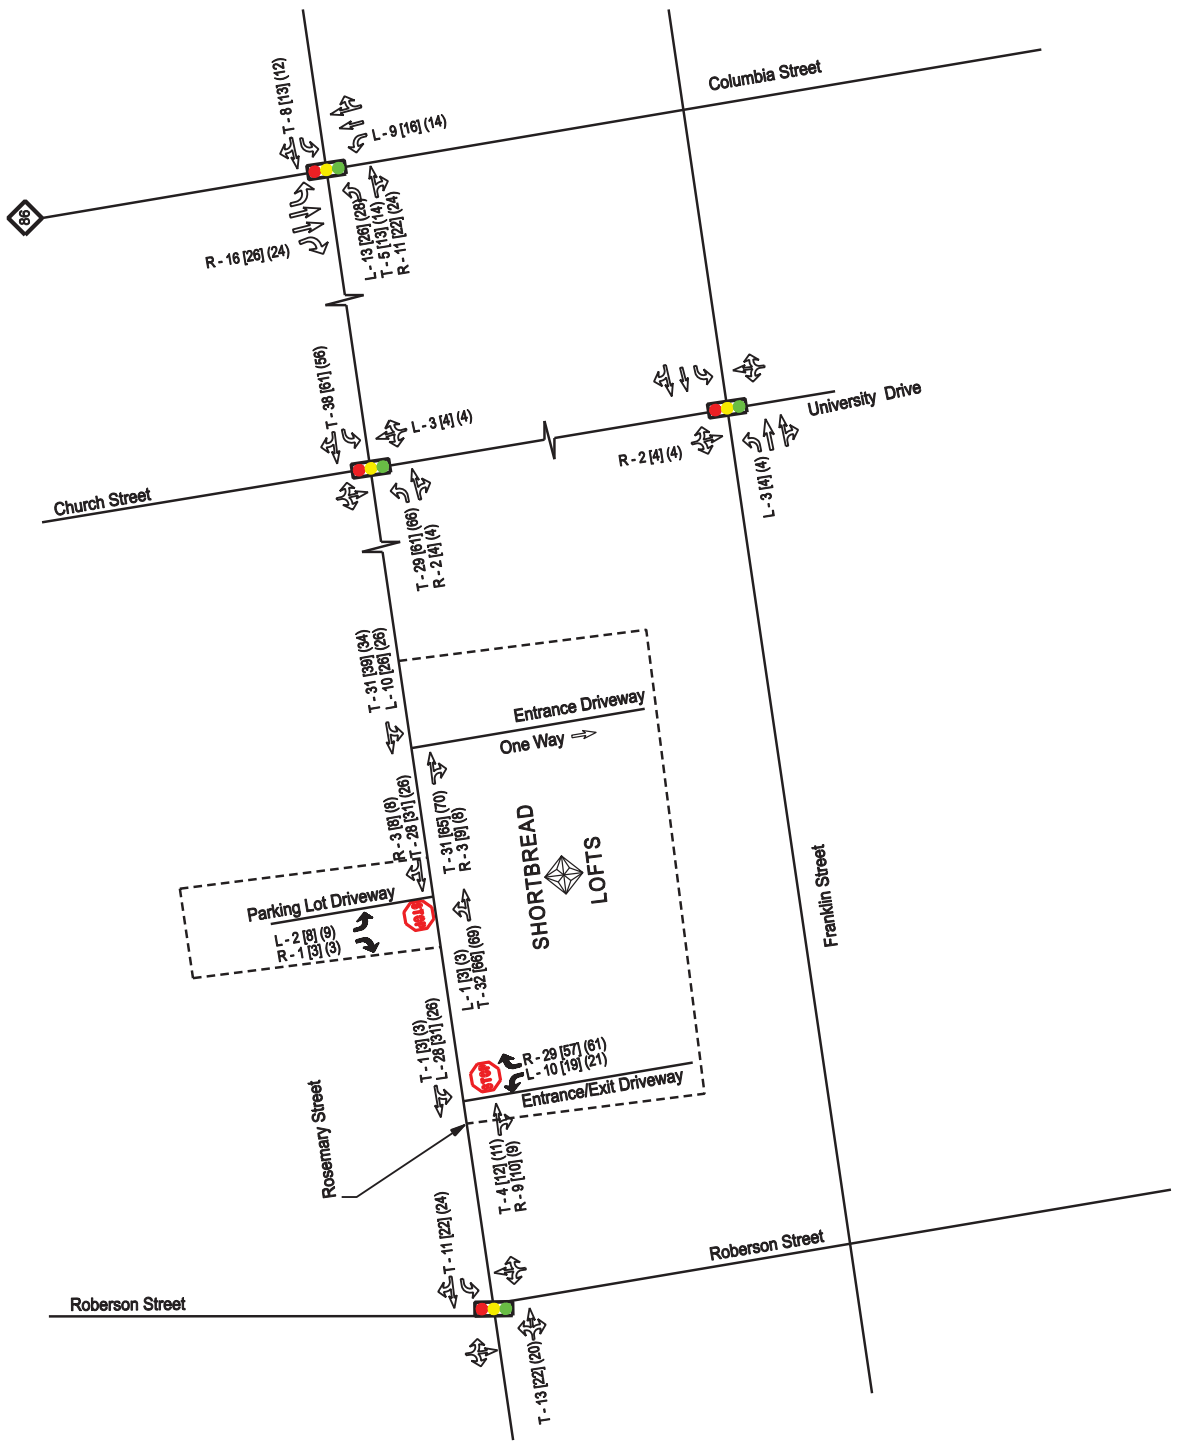 Columbia Street
T - 8 [13] (12)
L - 9 [16] (14)
86
R - 16 [26] (24)
L - 13 [26] (28)
T - 5 [13] (14)
R - 11 [22] (24)
T - 38 [61] (56)
L - 3 [4] (4)
University Drive
R - 2 [4] (4)
L - 3 [4] (4)
Church Street
T - 29 [61] (66)
R - 2 [4] (4)
T - 31 [39] (34)
L - 10 [26] (26)
Entrance Driveway
One Way
R - 3 [8] (8)
T - 28 [31] (26)
T - 31 [65] (70)
R - 3 [9] (8)
SHORTBREAD
LOFTS
Franklin Street
Parking Lot Driveway
STOP
L - 2 [8] (9)
R - 1 [3] (3)
L - 1 [3] (3)
T - 32 [66] (69)
T - 1 [3] (3)
L - 28 [31] (26)
STOP
R - 29 [57] (61)
L - 10 [19] (21)
Entrance/Exit Driveway
Rosemary Street
T - 4 [12] (11)
R - 9 [10] (9)
T - 11 [22] (24)
Roberson Street
Roberson Street
T - 13 [22] (20)